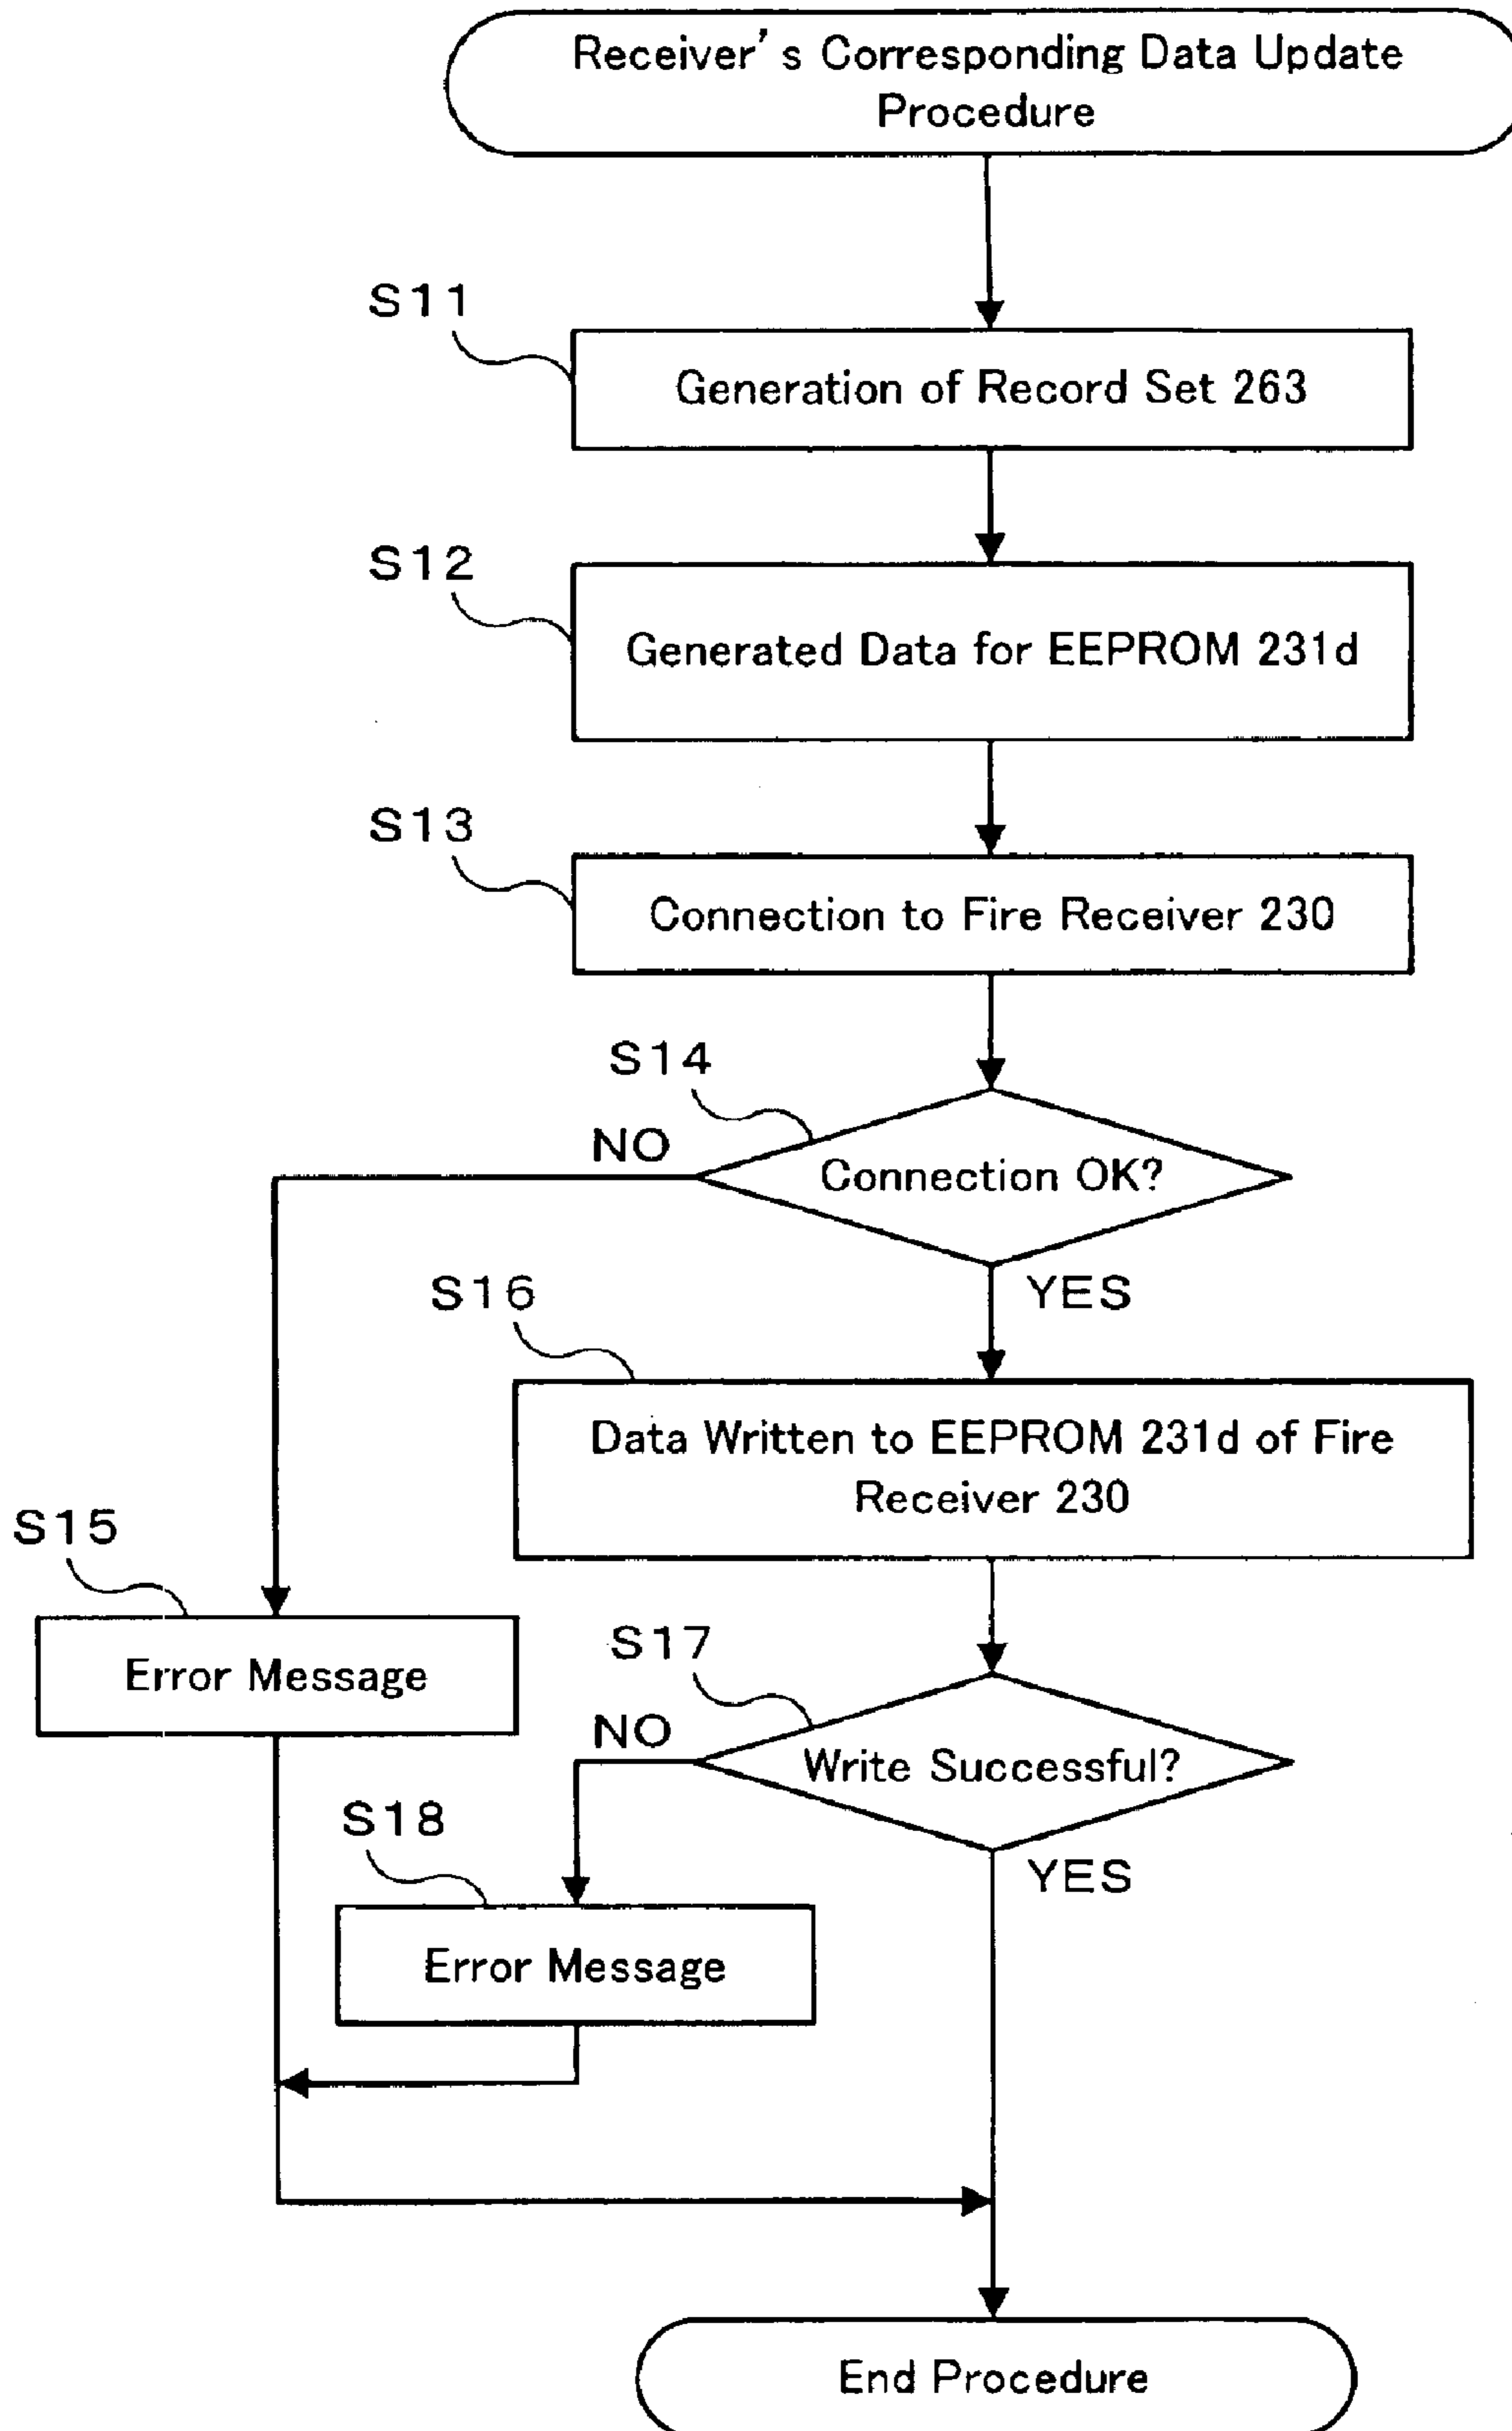 Receiver's Corresponding Data Update
Procedure
S11
Generation of Record Set 263
S12
Generated Data for EEPROM 231d
S13
Connection to Fire Receiver 230
S14
NO
Connection OK?
YES
S16
Data Written to EEPROM 231d of Fire
Receiver 230
S15
Error Message
S17
NO
Write Successful?
YES
S18
Error Message
End Procedure